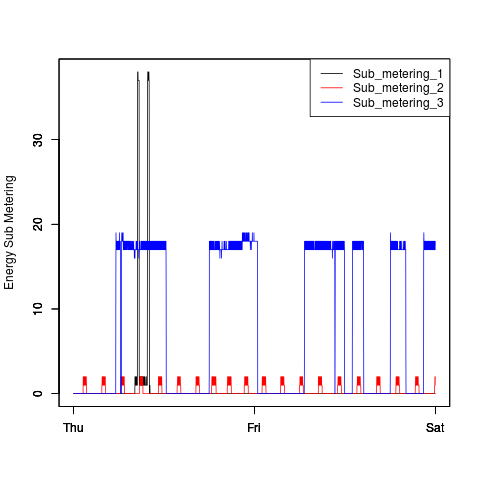 Sub_metering_1
Sub_metering_2
Sub_metering_3
Energy Sub Metering
30
20
10
0
Thu Fri Sat